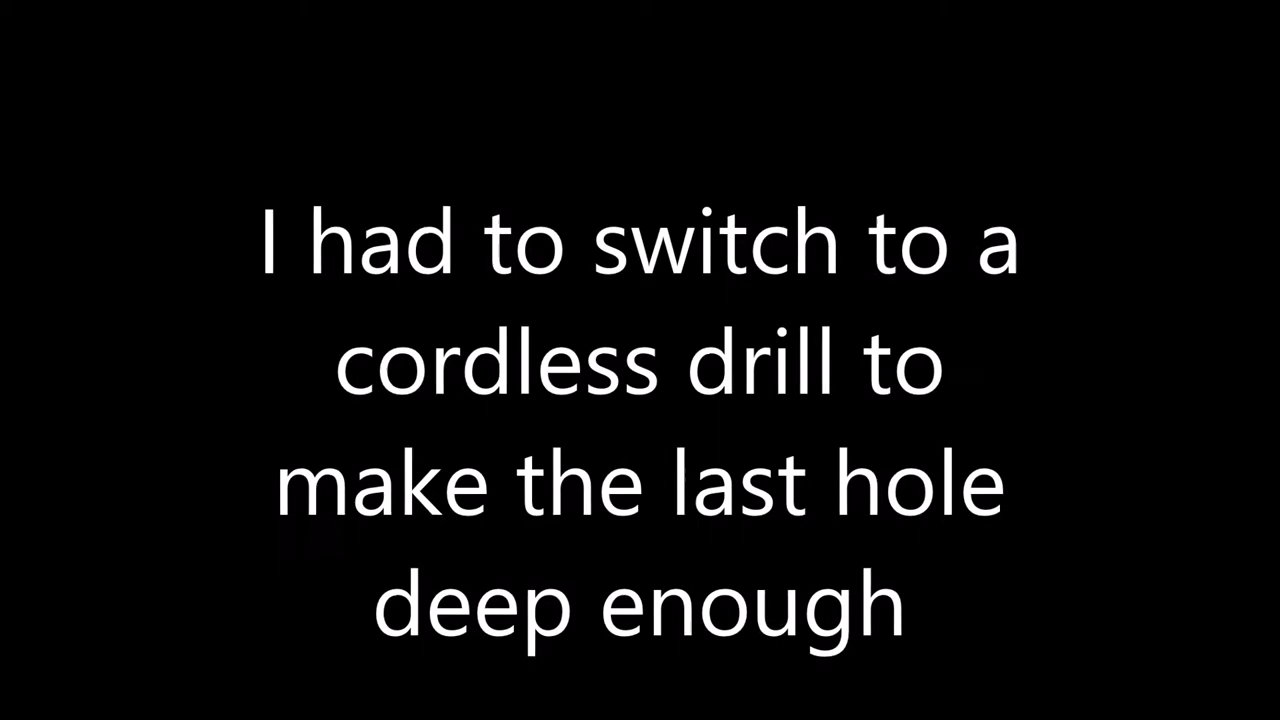 I had to switch to a
cordless drill to
make the last hole
deep enough